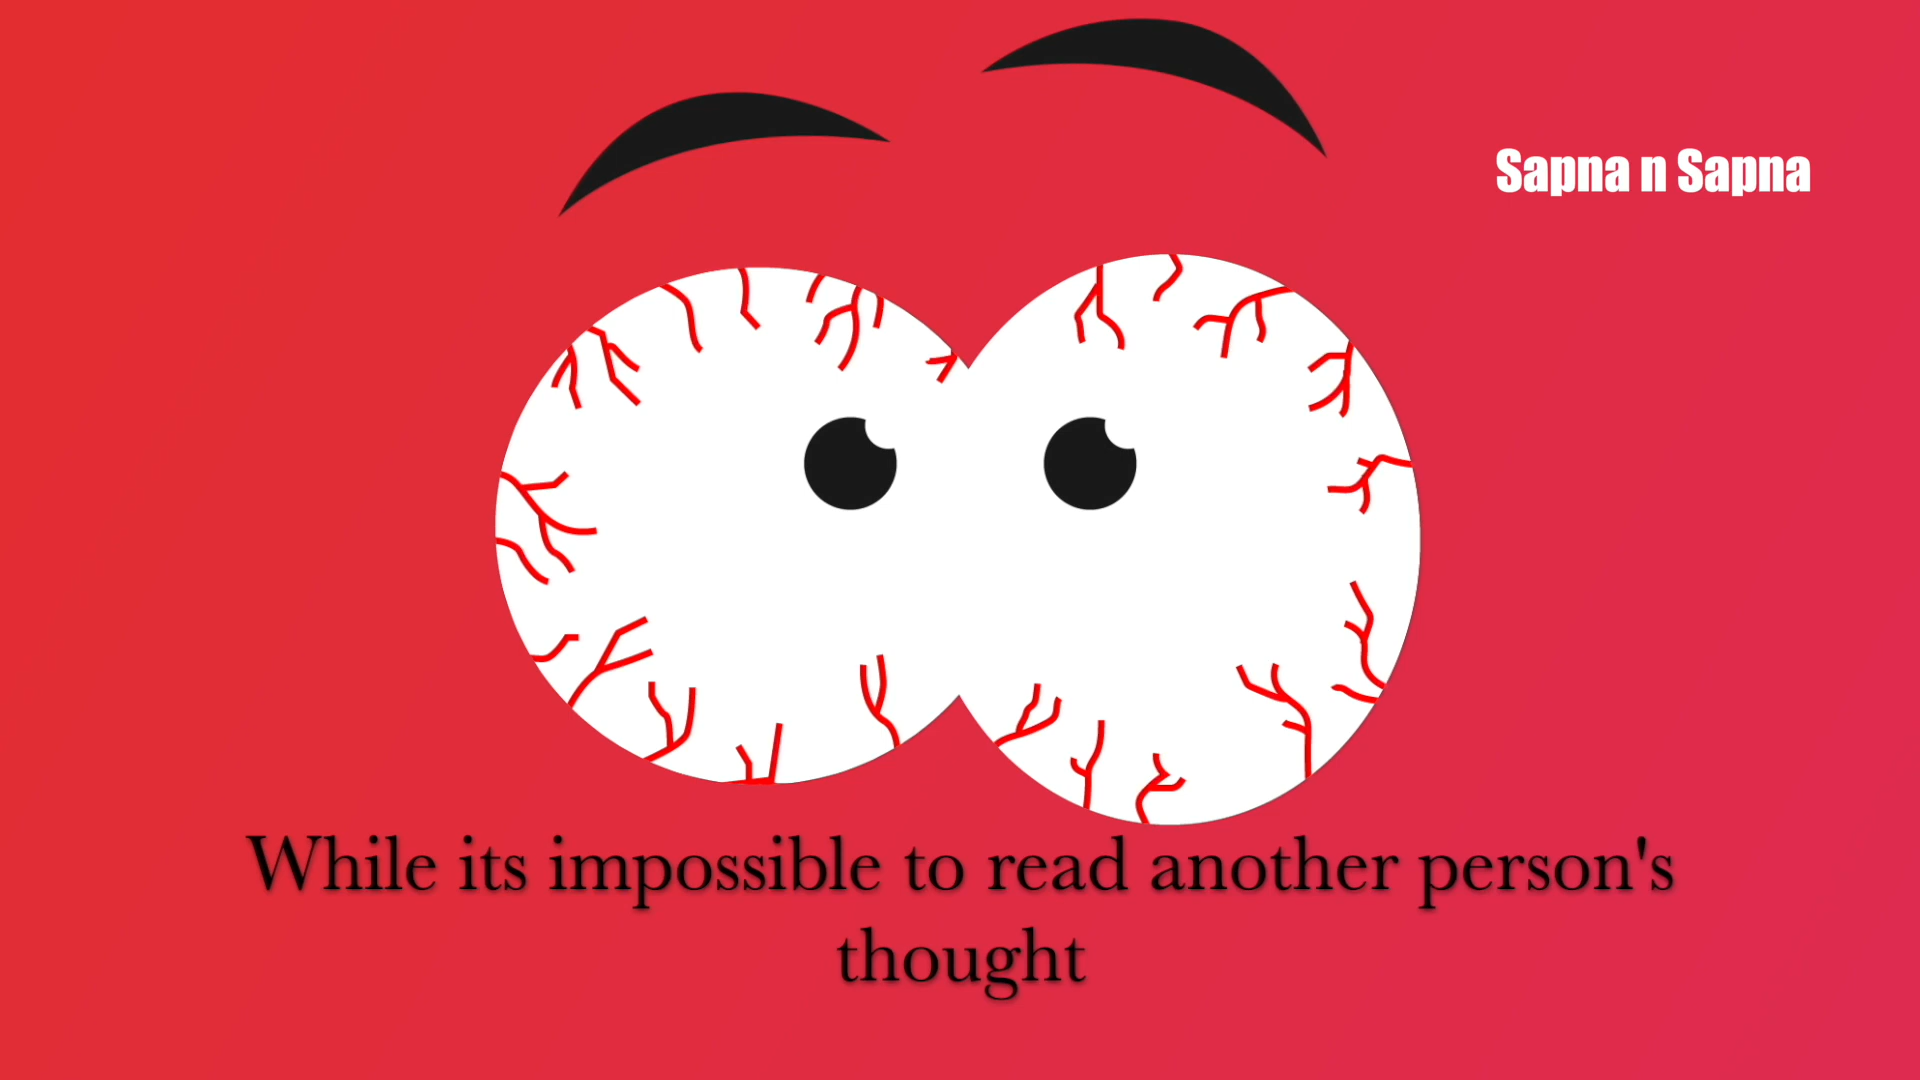 Sapna n Sapna
While its impossible to read another person's
thought